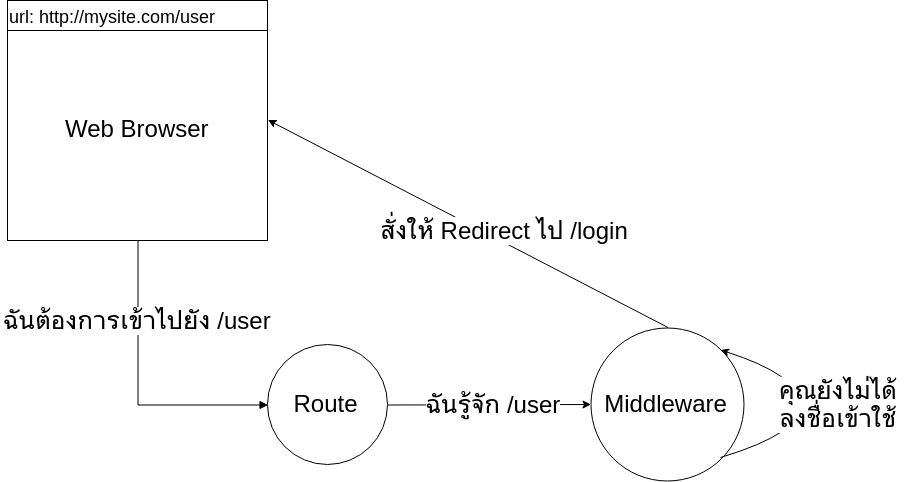 url: http://mysite.com/user
Web Browser
สั่งให้ Redirect ไป /login
ฉันต้องการเข้าไปยัง /user
Route
ฉันรู้จัก /user
Middleware
คุณยังไม่ได้
ลงชื่อเข้าใช้